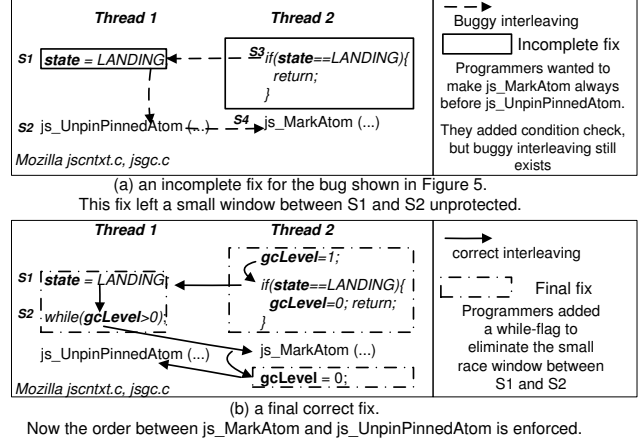 Thread 1 Thread 2
S1 state = LANDING
S3 if(state==LANDING){
return;
}
S2 js_UnpinPinnedAtom (...) S4 js_MarkAtom (...)
Mozilla jscntxt.c, jsgc.c
Buggy interleaving
Incomplete fix
Programmers wanted to
make js_MarkAtom always
before js_UnpinPinnedAtom.
They added condition check,
but buggy interleaving still
exists
(a) an incomplete fix for the bug shown in Figure 5.
This fix left a small window between S1 and S2 unprotected.
Thread 1 Thread 2
gcLevel=1;
S1 state = LANDING;
if(state==LANDING){
gcLevel=0; return;
}
S2 while(gcLevel>0);
js_UnpinPinnedAtom (...) js_MarkAtom (...)
gcLevel = 0;
Mozilla jscntxt.c, jsgc.c
correct interleaving
Final fix
Programmers added
a while-flag to
eliminate the small
race window between
S1 and S2
(b) a final correct fix.
Now the order between js_MarkAtom and js_UnpinPinnedAtom is enforced.